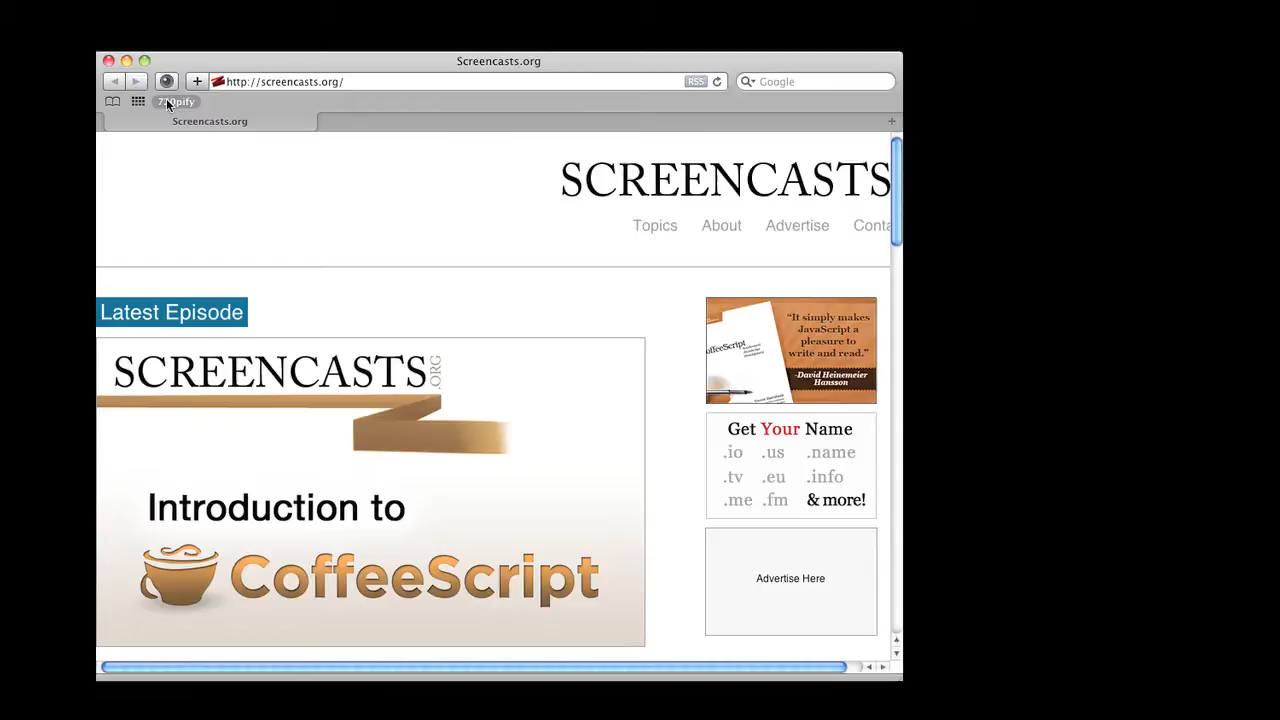 Screencasts.org
http://screencasts.org/
RSS
Google
Screencasts.org
SCREENCASTS
Topics About Advertise Conta
Latest Episode
SCREENCASTS .ORG
Introduction to
CoffeeScript
"It simply makes
JavaScript a
pleasure to
write and read."
-David Heinemeier
Hansson
CoffeeScript
Get Your Name
.io .us .name
.tv .eu .info
.me .fm & more!
Advertise Here